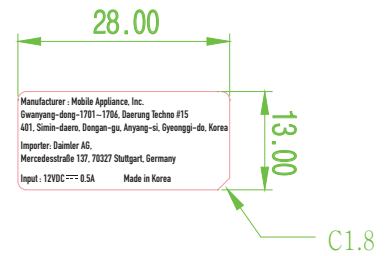 28.00
Manufacturer : Mobile Appliance, Inc.
Gwanyang-dong-1701~1706, Daerung Techno #15
401, Simin-daero, Dongan-gu, Anyang-si, Gyeonggi-do, Korea
Importer: Daimler AG,
Mercedesstraße 137, 70327 Stuttgart, Germany
Input : 12VDC ⎓ 0.5A Made in Korea
13.00
C1.8